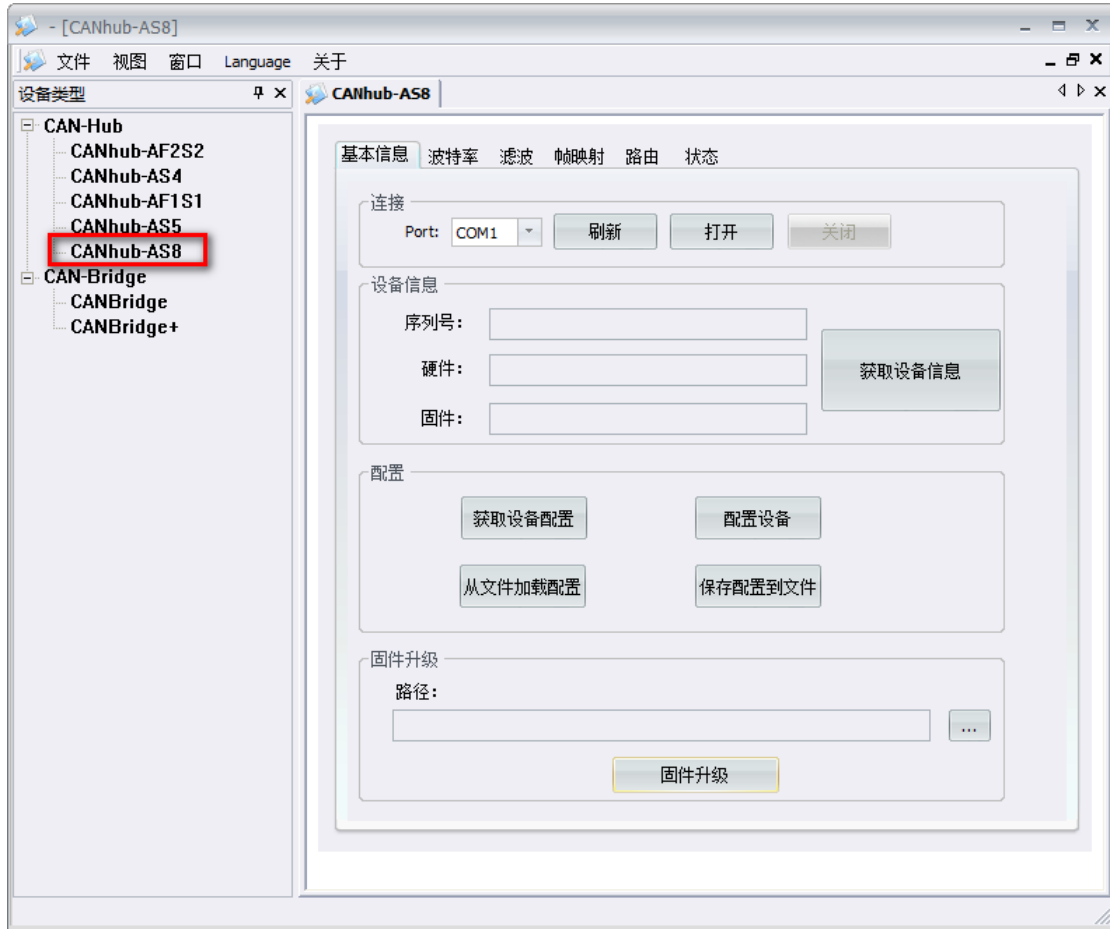 - [CANhub-AS8]
文件 视图 窗口 Language 关于
设备类型
CANhub-AS8
CAN-Hub
CANhub-AF2S2
CANhub-AS4
CANhub-AF1S1
CANhub-AS5
CANhub-AS8
CAN-Bridge
CANBridge
CANBridge+
基本信息 波特率 滤波 帧映射 路由 状态
连接
Port: COM1 刷新 打开 关闭
设备信息
序列号:
硬件:
固件:
获取设备信息
配置
获取设备配置 配置设备
从文件加载配置 保存配置到文件
固件升级
路径:
...
固件升级